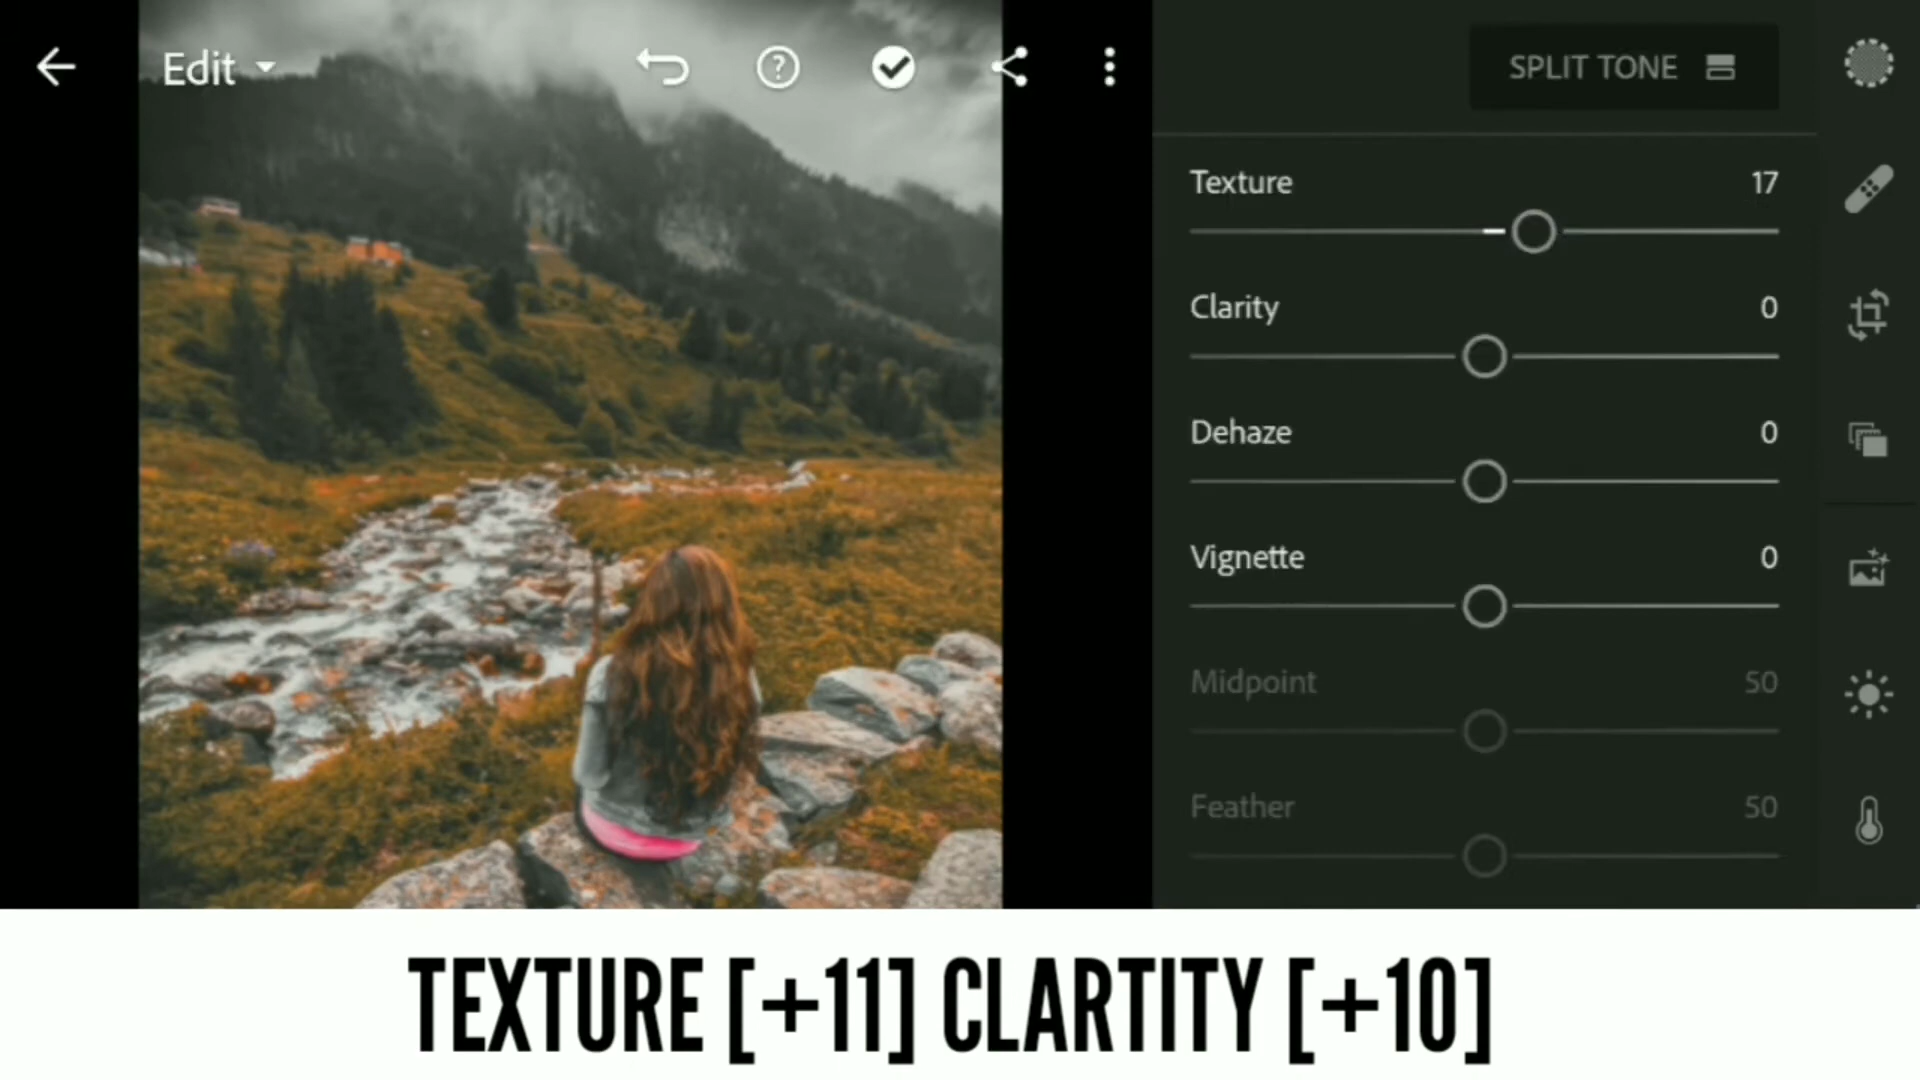 Edit
SPLIT TONE
Texture 17
Clarity 0
Dehaze 0
Vignette 0
Midpoint 50
Feather 50
TEXTURE [+11] CLARTITY [+10]